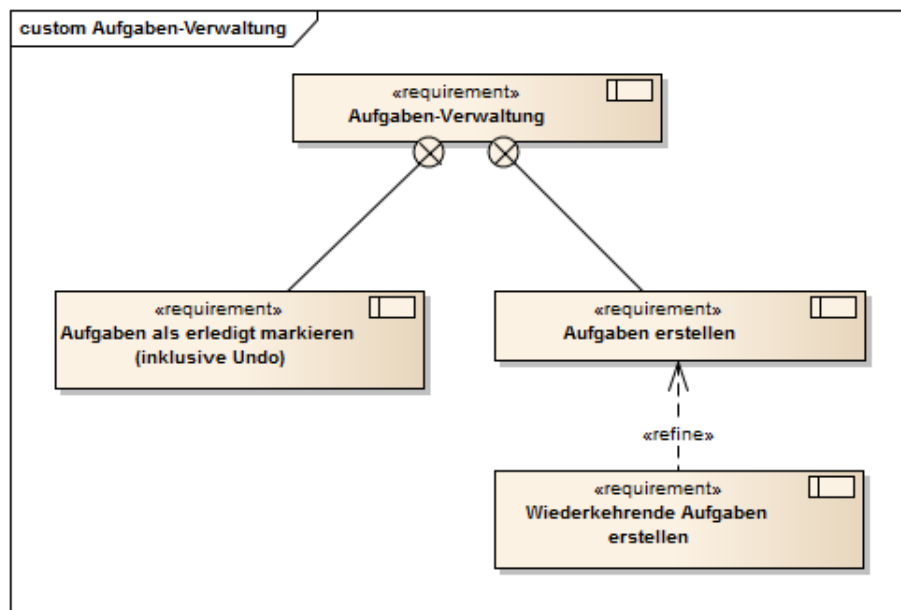 custom Aufgaben-Verwaltung
«requirement»
Aufgaben-Verwaltung
«requirement»
Aufgaben als erledigt markieren
(inklusive Undo)
«requirement»
Aufgaben erstellen
«refine»
«requirement»
Wiederkehrende Aufgaben
erstellen